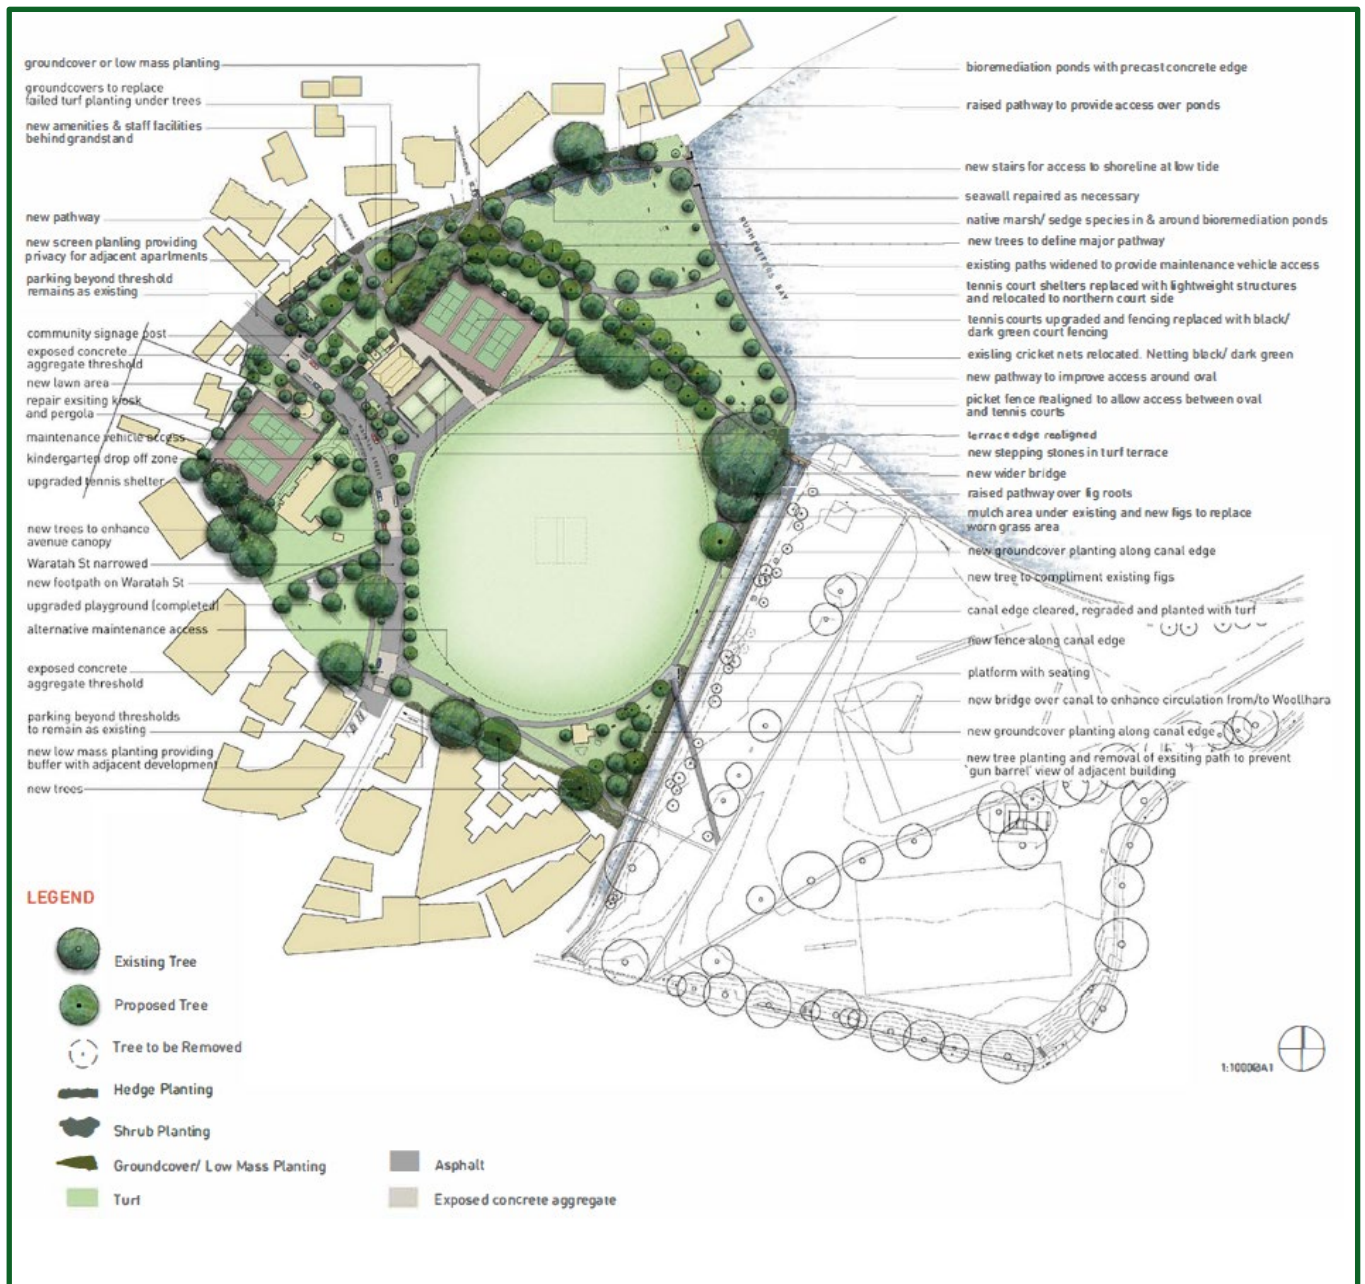 groundcover or low mass planting
groundcovers to replace
failed turf planting under trees
new amenities & staff facilities
behind grandstand
new pathway
new screen planling providing
privacy for adjacent apartments
parking beyond threshold
remains as existing
community signage post
exposed concrete
aggregate threshold
new lawn area
repair exsiting kiosk
and pergola
maintenance vehicle access
kindergarten drop off zone
upgraded tennis shelter
new trees to enhance
avenue canopy
Waratah St narrowed
new footpath on Waratah St
upgraded playground (completed)
alternative maintenance access
exposed concrete
aggregate threshold
parking beyond thresholds
to remain as existing
new low mass planting providing
buffer with adjacent development
new trees
bioremediation ponds with precast concrete edge
raised pathway to provide access over ponds
new stairs for access to shoreline at low tide
seawall repaired as necessary
native marsh/ sedge species in & around bioremediation ponds
new trees to define major pathway
existing paths widened to provide maintenance vehicle access
tennis court shelters replaced with lightweight structures
and relocated to northern court side
tennis courts upgraded and fencing replaced with black/
dark green court fencing
existing cricket nets relocated. Netting black/ dark green
new pathway to improve access around oval
picket fence realigned to allow access between oval
and tennis courts
terrace edge realigned
new stepping stones in turf terrace
new wider bridge
raised pathway over fig roots
mulch area under existing and new figs to replace
worn grass area
new groundcover planting along canal edge
new tree to compliment existing figs
canal edge cleared, regraded and planted with turf
new fence along canal edge
platform with seating
new bridge over canal to enhance circulation from/to Woollhara
new groundcover planting along canal edge
new tree planting and removal of exsiting path to prevent
'gun barrel' view of adjacent building
RUSHCUTTERS BAY
LEGEND
Existing Tree
Proposed Tree
Tree to be Removed
Hedge Planting
Shrub Planting
Groundcover/ Low Mass Planting
Turf
Asphalt
Exposed concrete aggregate
1:1000@A1